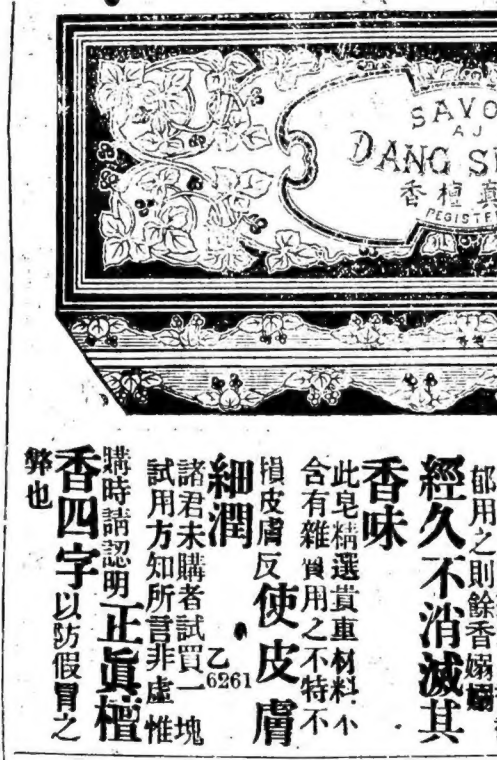 SAVO
AJ
DANG S
香檀眞
REGISTE
郁用之則餘香嫋嫋
經久不消滅其
香味
此皂精選貴重材料小
含有雜質用之不特不
損皮膚反使皮膚
細潤
乙6261
諸君未購者試買一塊
試用方知所言非虛惟
購時請認明正眞檀
香四字以防假冒之
弊也